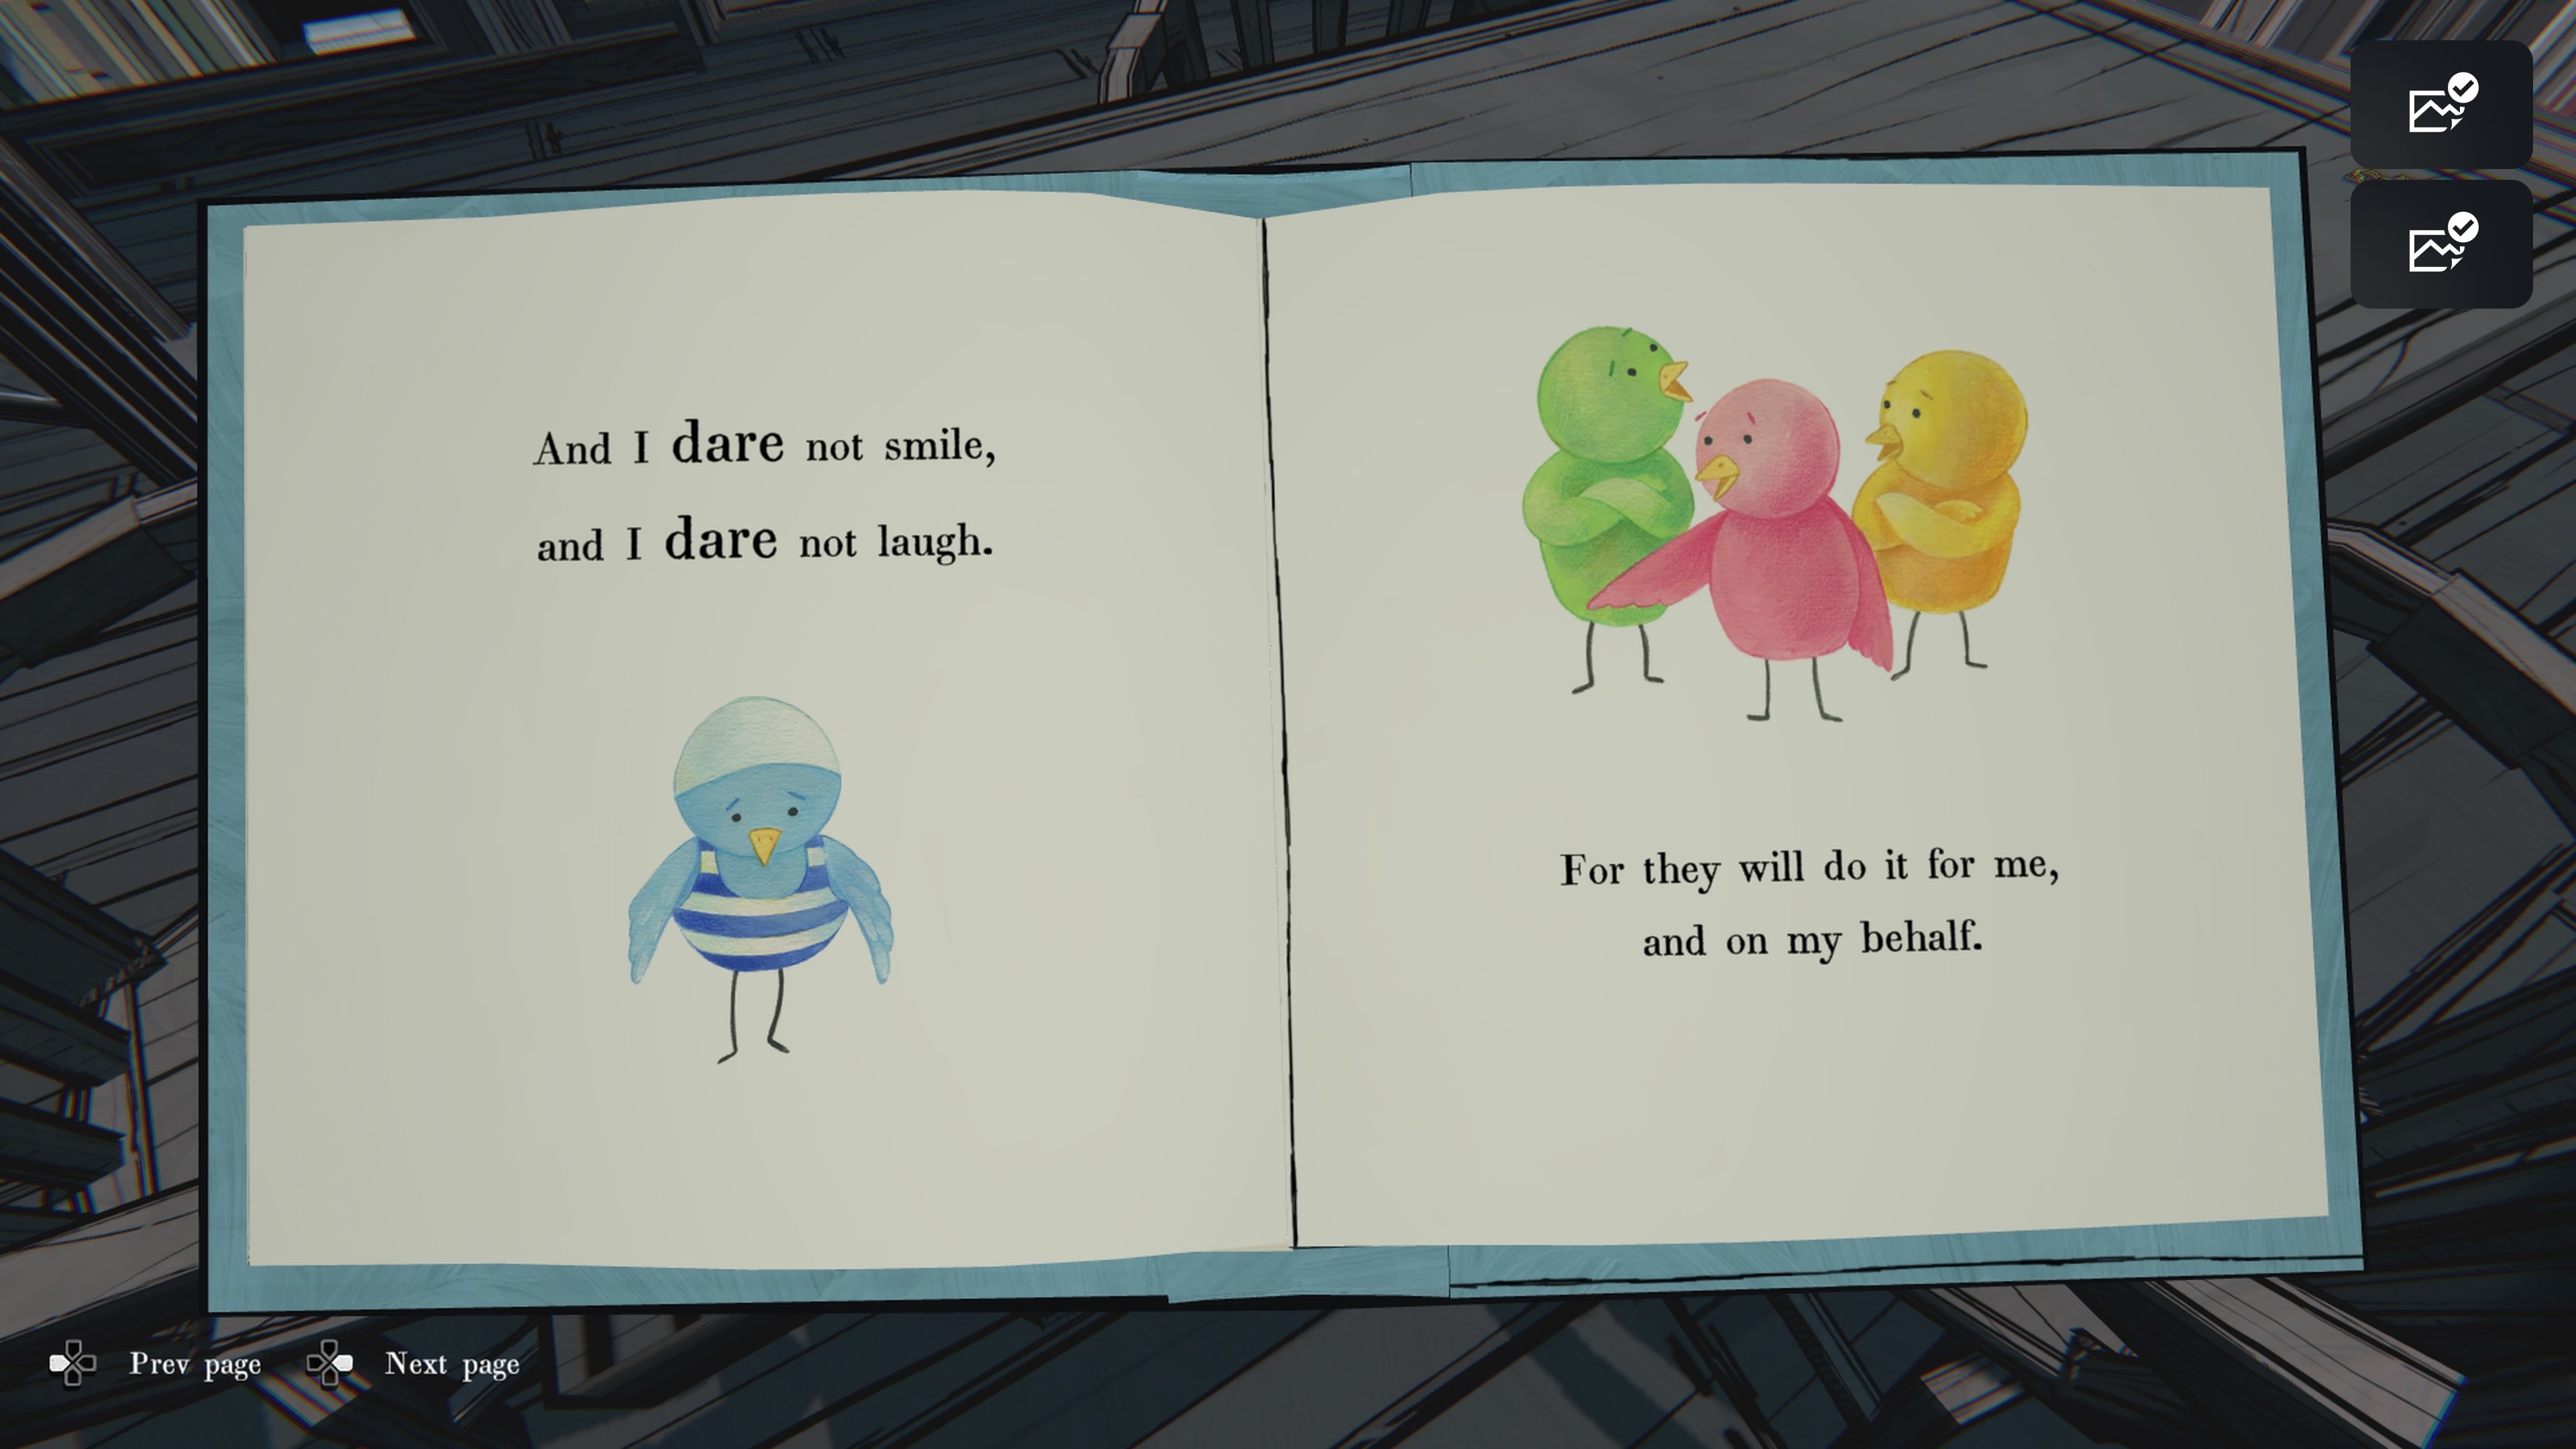 And I dare not smile,
and I dare not laugh.
For they will do it for me,
and on my behalf.
Prev page
Next page